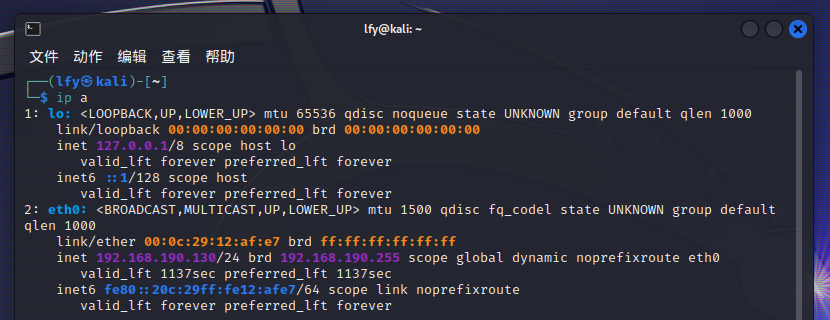 lfy@kali: ~
文件 动作 编辑 查看 帮助
┌──(lfy㉿kali)-[~]
└─$ ip a
1: lo: <LOOPBACK,UP,LOWER_UP> mtu 65536 qdisc noqueue state UNKNOWN group default qlen 1000
    link/loopback 00:00:00:00:00:00 brd 00:00:00:00:00:00
    inet 127.0.0.1/8 scope host lo
       valid_lft forever preferred_lft forever
    inet6 ::1/128 scope host
       valid_lft forever preferred_lft forever
2: eth0: <BROADCAST,MULTICAST,UP,LOWER_UP> mtu 1500 qdisc fq_codel state UNKNOWN group default
qlen 1000
    link/ether 00:0c:29:12:af:e7 brd ff:ff:ff:ff:ff:ff
    inet 192.168.190.130/24 brd 192.168.190.255 scope global dynamic noprefixroute eth0
       valid_lft 1137sec preferred_lft 1137sec
    inet6 fe80::20c:29ff:fe12:afe7/64 scope link noprefixroute
       valid_lft forever preferred_lft forever